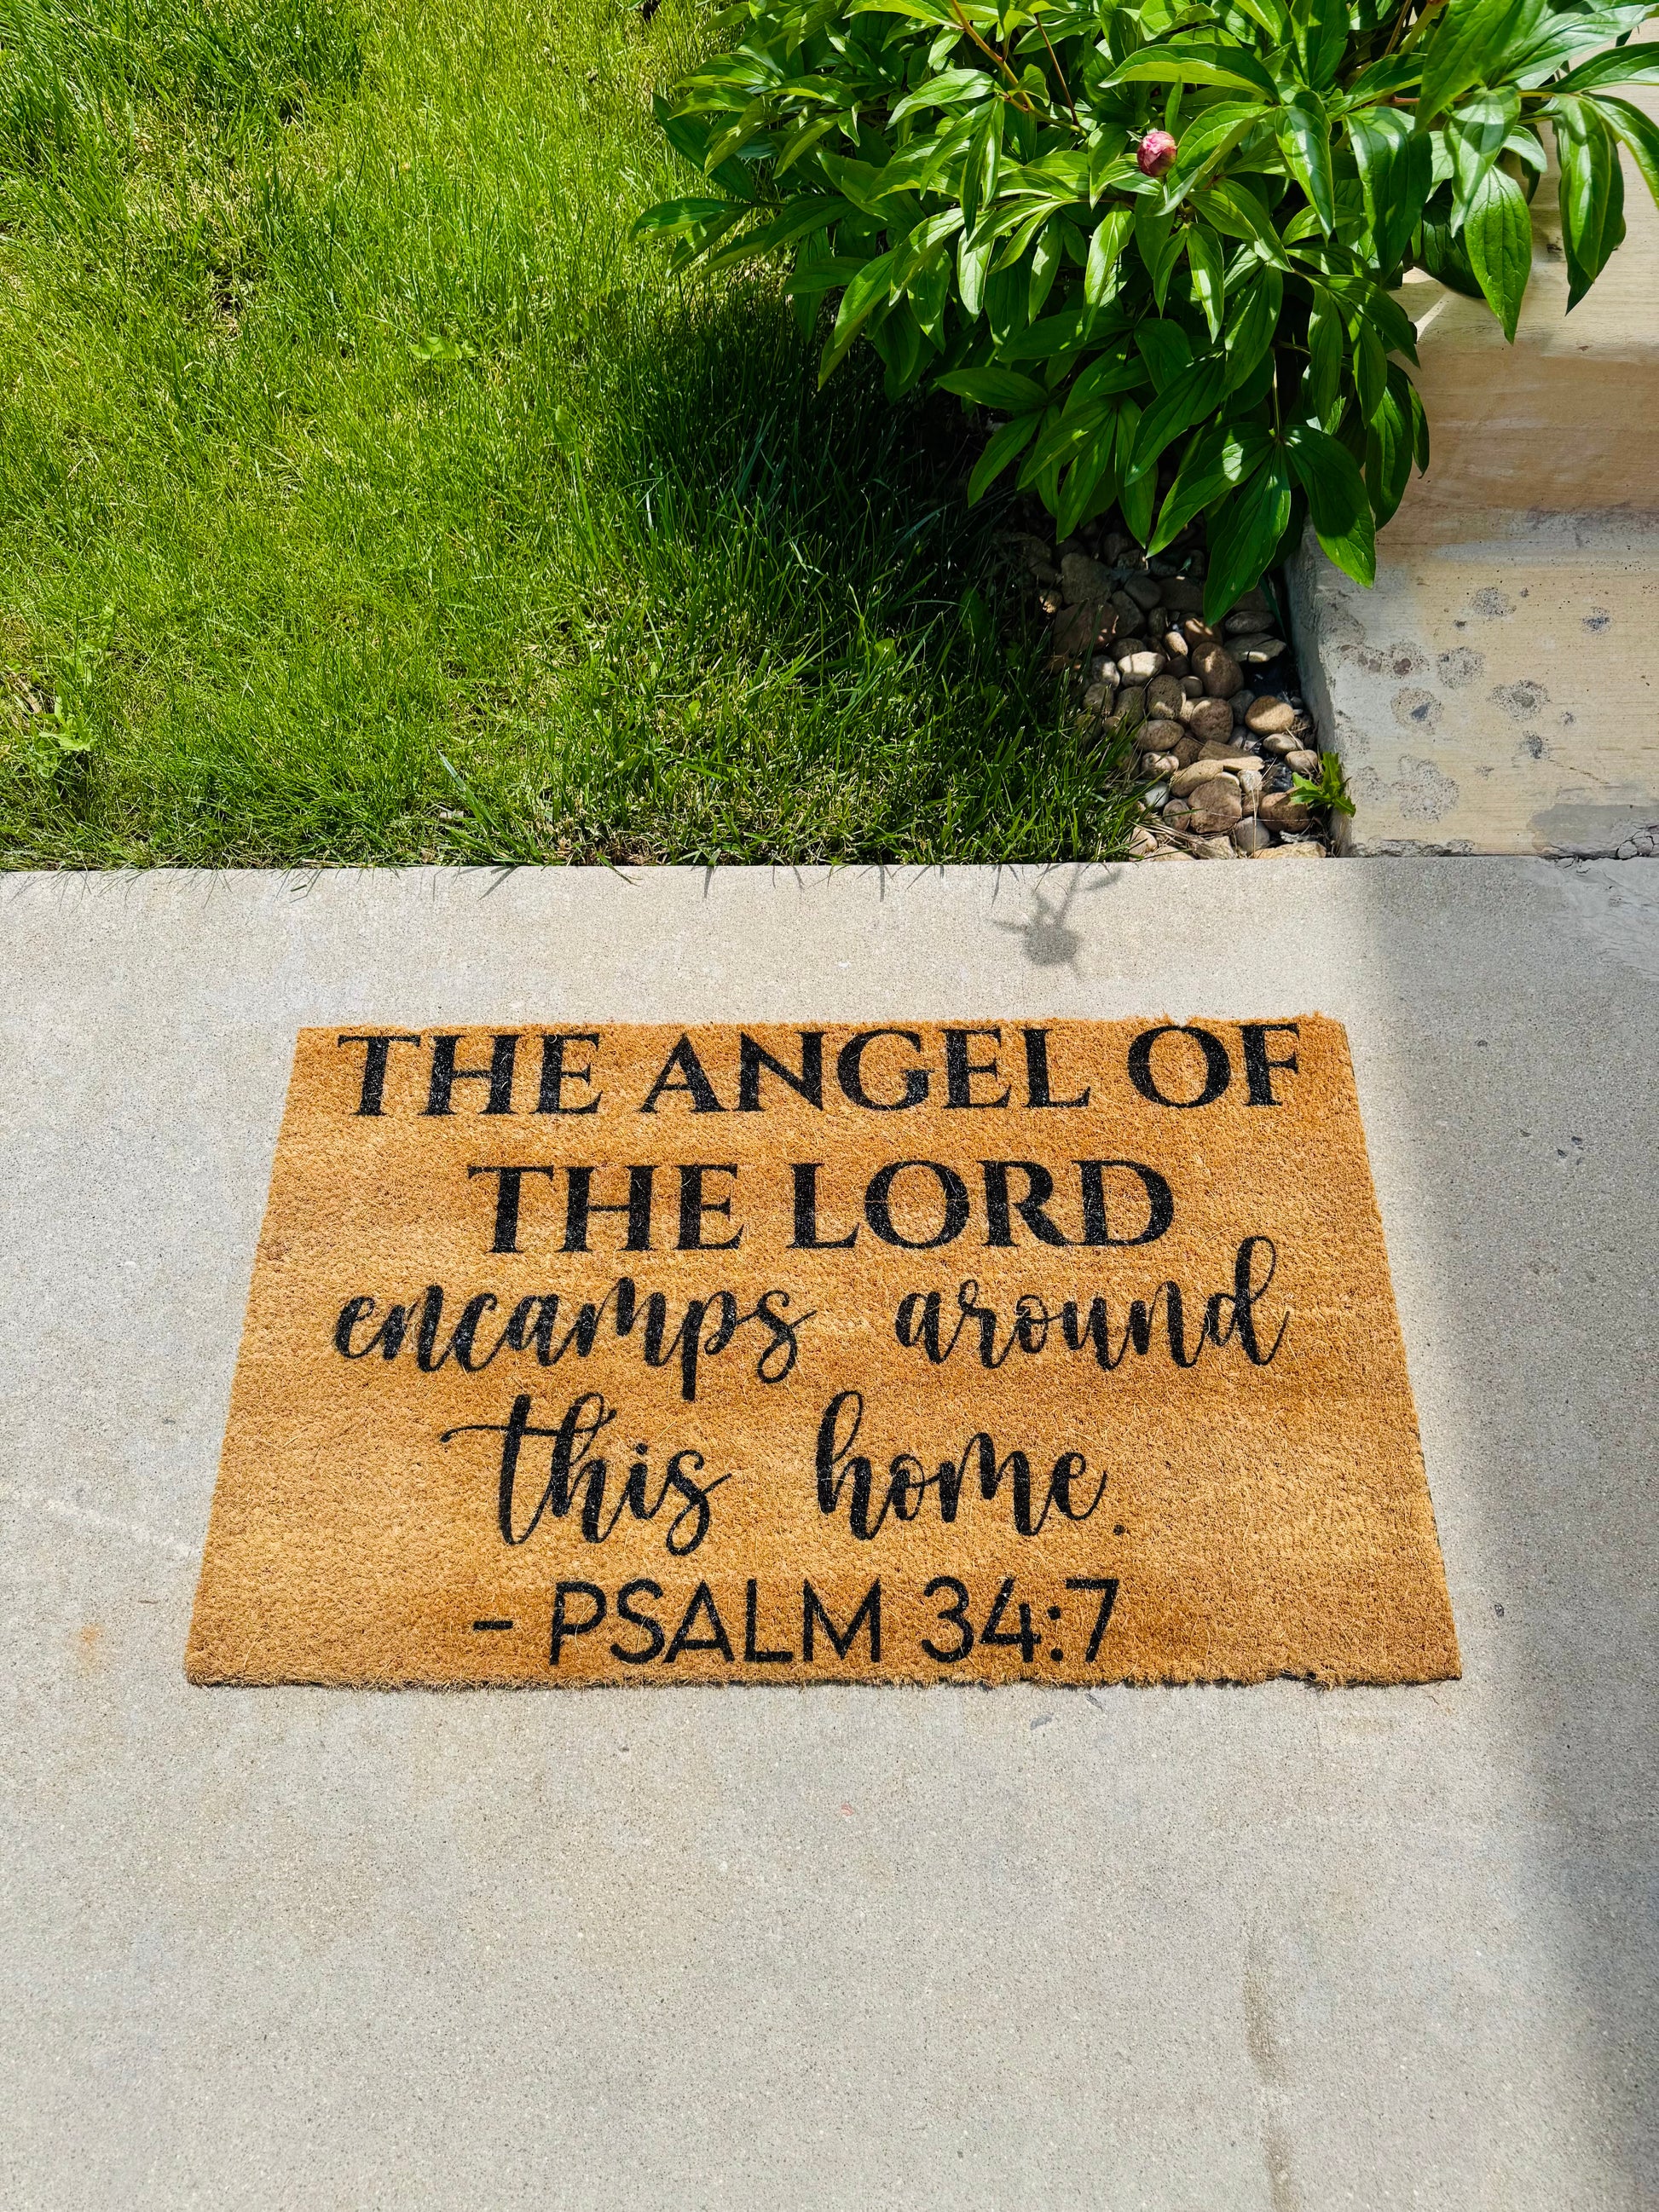 THE ANGEL OF
THE LORD
encamps around
this home.
- PSALM 34:7